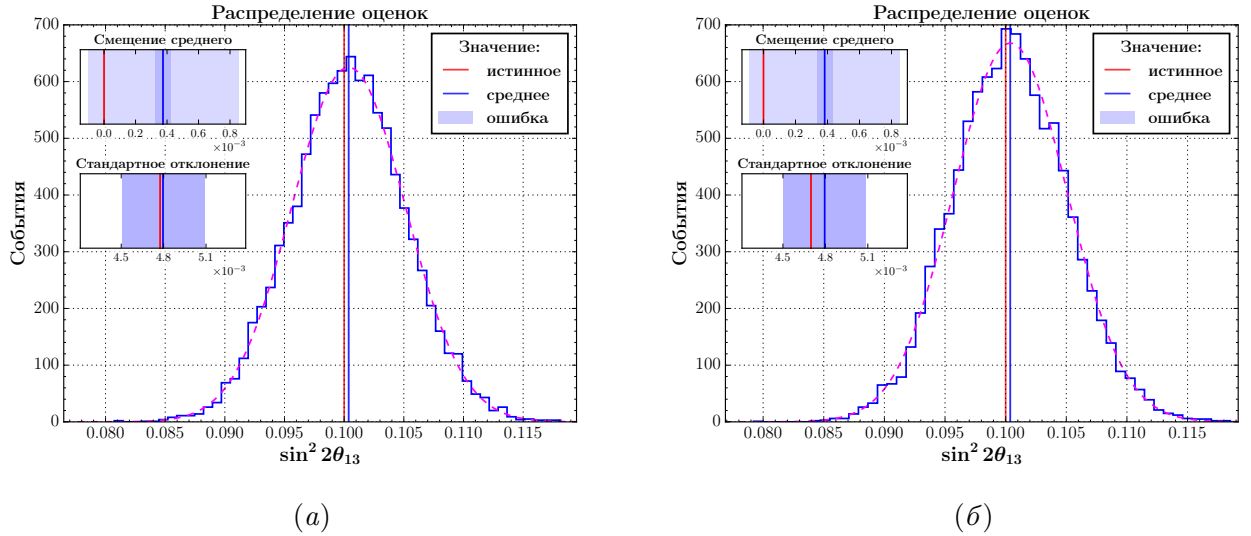 Распределение оценок
700
600
500
400
300
200
100
0
События
Смещение среднего
0.0 0.2 0.4 0.6 0.8
×10⁻³
Стандартное отклонение
4.5 4.8 5.1
×10⁻³
Значение:
истинное
среднее
ошибка
0.080 0.085 0.090 0.095 0.100 0.105 0.110 0.115
sin² 2θ₁₃
(а)
Распределение оценок
700
600
500
400
300
200
100
0
События
Смещение среднего
0.0 0.2 0.4 0.6 0.8
×10⁻³
Стандартное отклонение
4.5 4.8 5.1
×10⁻³
Значение:
истинное
среднее
ошибка
0.080 0.085 0.090 0.095 0.100 0.105 0.110 0.115
sin² 2θ₁₃
(б)